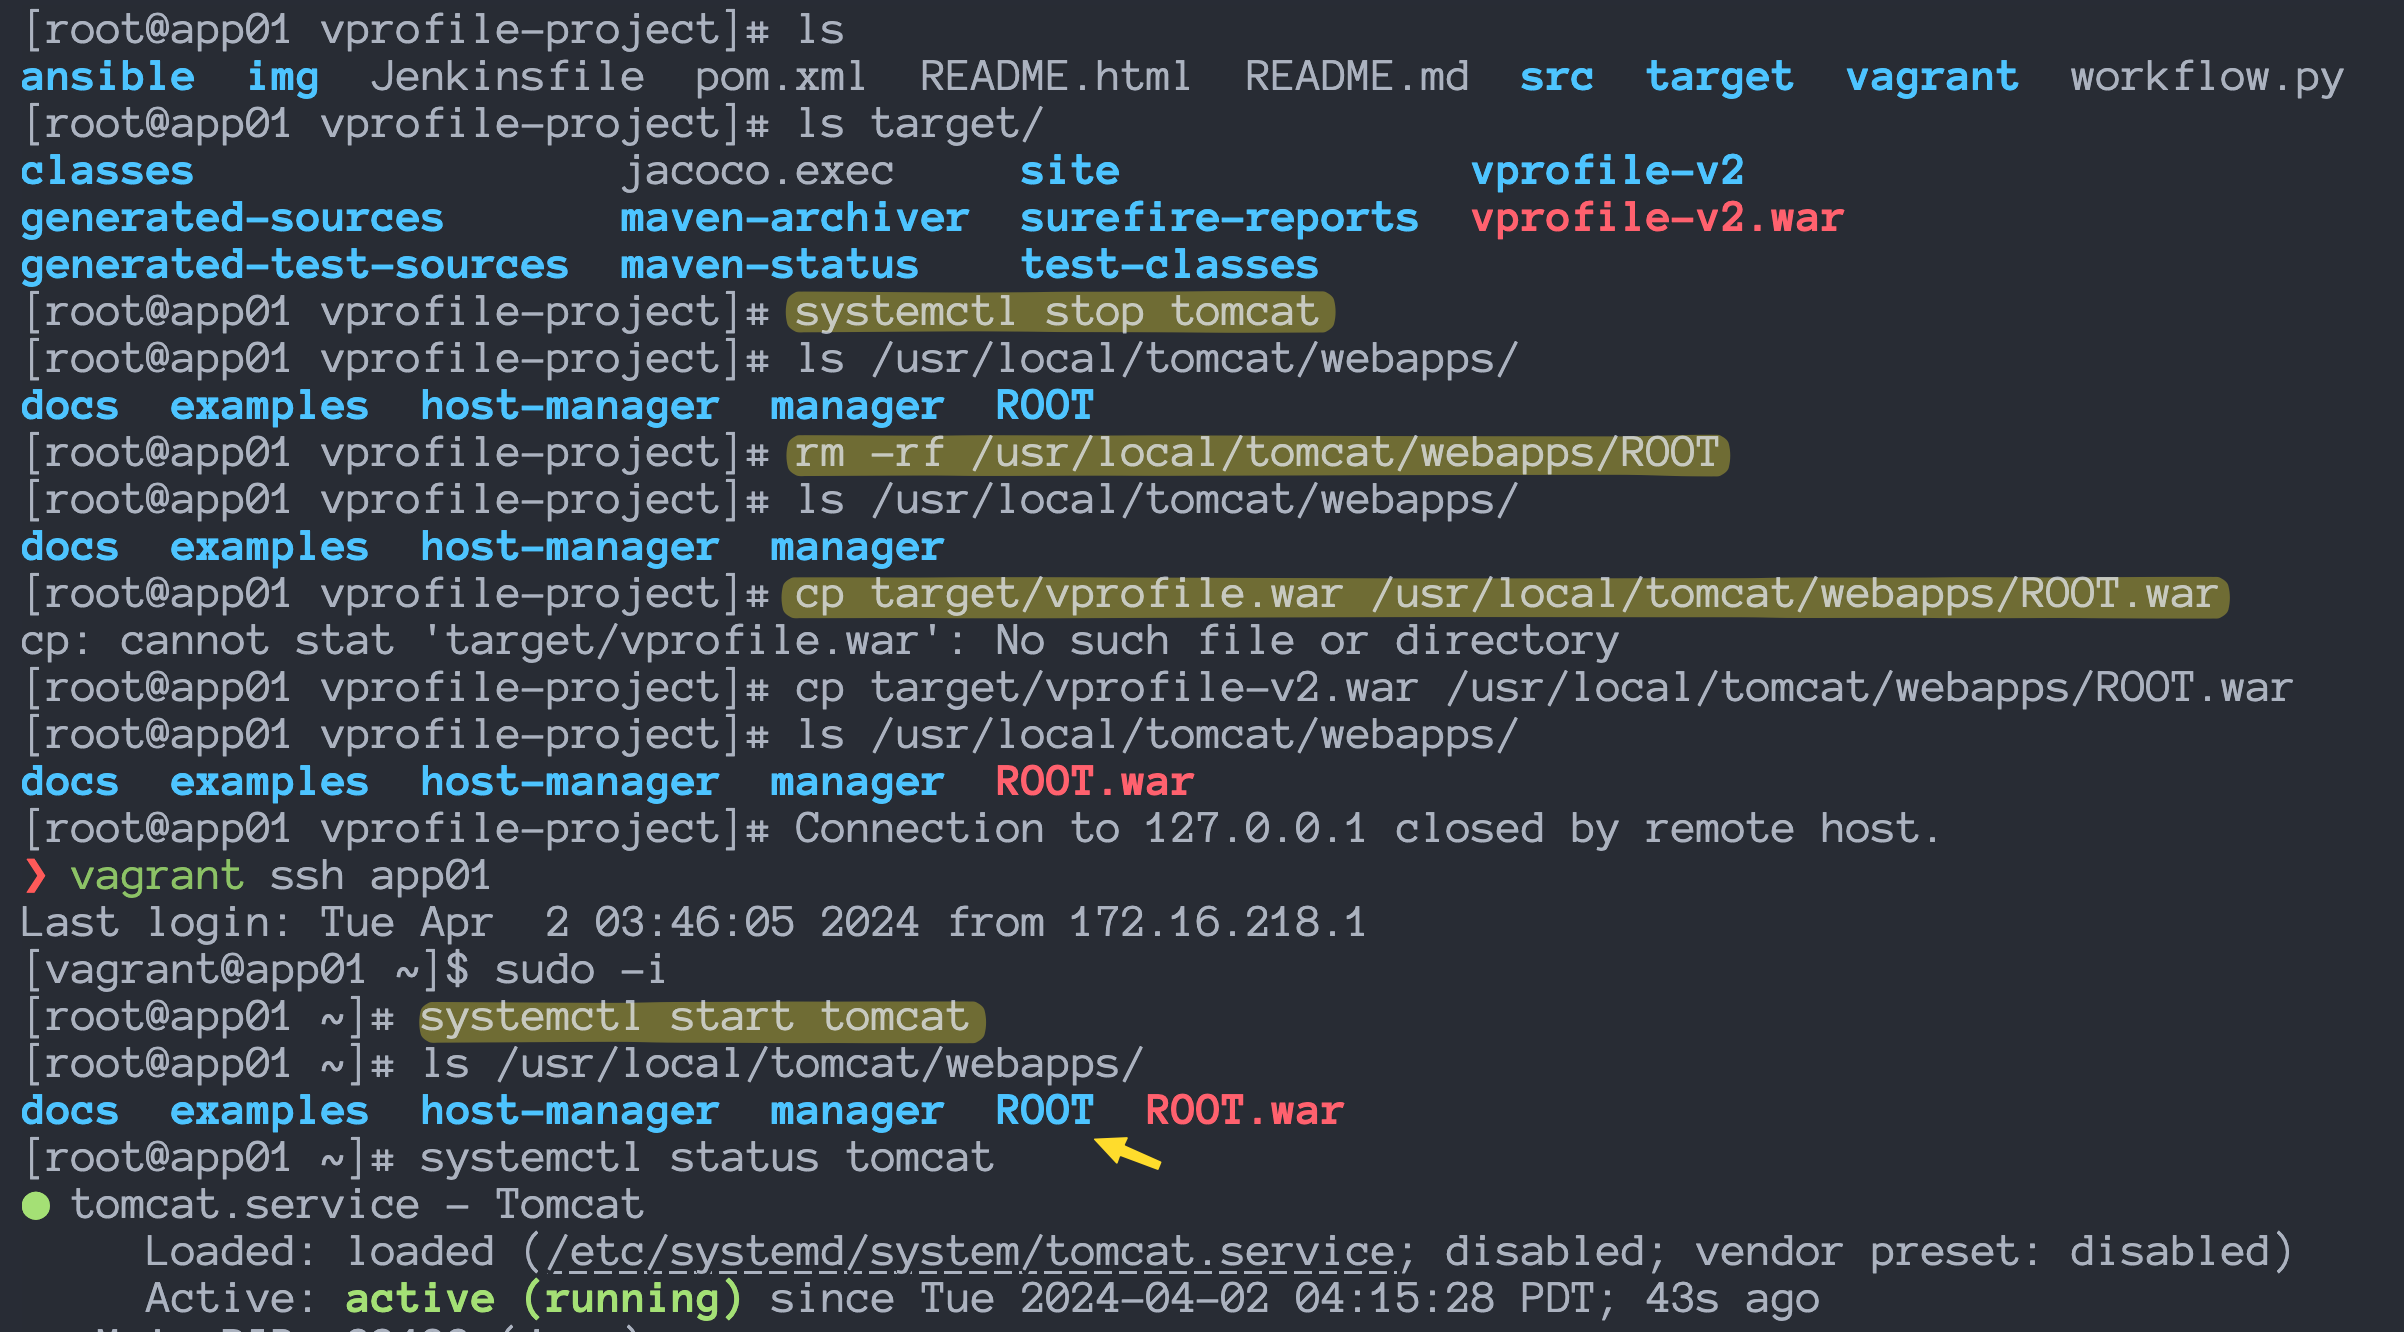 [root@app01 vprofile-project]# ls
ansible  img  Jenkinsfile  pom.xml  README.html  README.md  src  target  vagrant  workflow.py
[root@app01 vprofile-project]# ls target/
classes                 jacoco.exec     site              vprofile-v2
generated-sources       maven-archiver  surefire-reports  vprofile-v2.war
generated-test-sources  maven-status    test-classes
[root@app01 vprofile-project]# systemctl stop tomcat
[root@app01 vprofile-project]# ls /usr/local/tomcat/webapps/
docs  examples  host-manager  manager  ROOT
[root@app01 vprofile-project]# rm -rf /usr/local/tomcat/webapps/ROOT
[root@app01 vprofile-project]# ls /usr/local/tomcat/webapps/
docs  examples  host-manager  manager
[root@app01 vprofile-project]# cp target/vprofile.war /usr/local/tomcat/webapps/ROOT.war
cp: cannot stat 'target/vprofile.war': No such file or directory
[root@app01 vprofile-project]# cp target/vprofile-v2.war /usr/local/tomcat/webapps/ROOT.war
[root@app01 vprofile-project]# ls /usr/local/tomcat/webapps/
docs  examples  host-manager  manager  ROOT.war
[root@app01 vprofile-project]# Connection to 127.0.0.1 closed by remote host.
❯ vagrant ssh app01
Last login: Tue Apr  2 03:46:05 2024 from 172.16.218.1
[vagrant@app01 ~]$ sudo -i
[root@app01 ~]# systemctl start tomcat
[root@app01 ~]# ls /usr/local/tomcat/webapps/
docs  examples  host-manager  manager  ROOT  ROOT.war
[root@app01 ~]# systemctl status tomcat
● tomcat.service - Tomcat
     Loaded: loaded (/etc/systemd/system/tomcat.service; disabled; vendor preset: disabled)
     Active: active (running) since Tue 2024-04-02 04:15:28 PDT; 43s ago